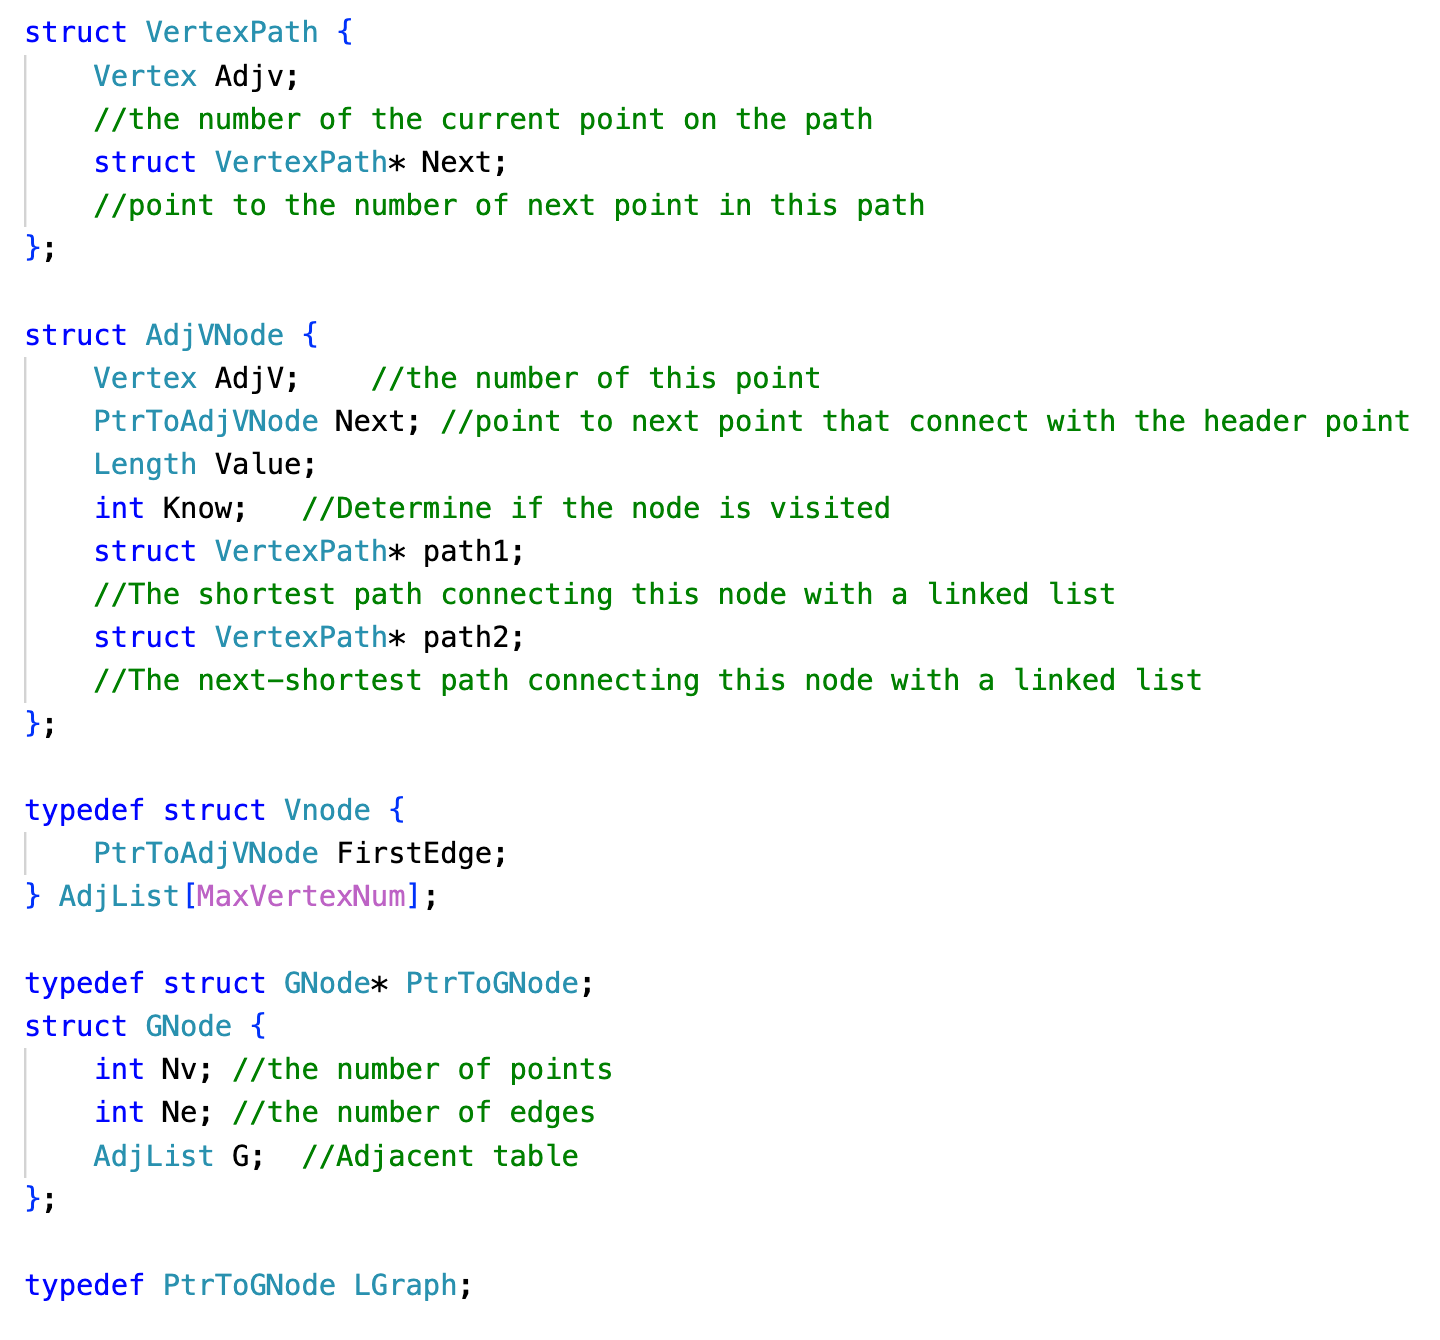 struct VertexPath {
    Vertex Adjv;
    //the number of the current point on the path
    struct VertexPath* Next;
    //point to the number of next point in this path
};

struct AdjVNode {
    Vertex AdjV;    //the number of this point
    PtrToAdjVNode Next; //point to next point that connect with the header point
    Length Value;
    int Know;   //Determine if the node is visited
    struct VertexPath* path1;
    //The shortest path connecting this node with a linked list
    struct VertexPath* path2;
    //The next-shortest path connecting this node with a linked list
};

typedef struct Vnode {
    PtrToAdjVNode FirstEdge;
} AdjList[MaxVertexNum];

typedef struct GNode* PtrToGNode;
struct GNode {
    int Nv; //the number of points
    int Ne; //the number of edges
    AdjList G;  //Adjacent table
};

typedef PtrToGNode LGraph;